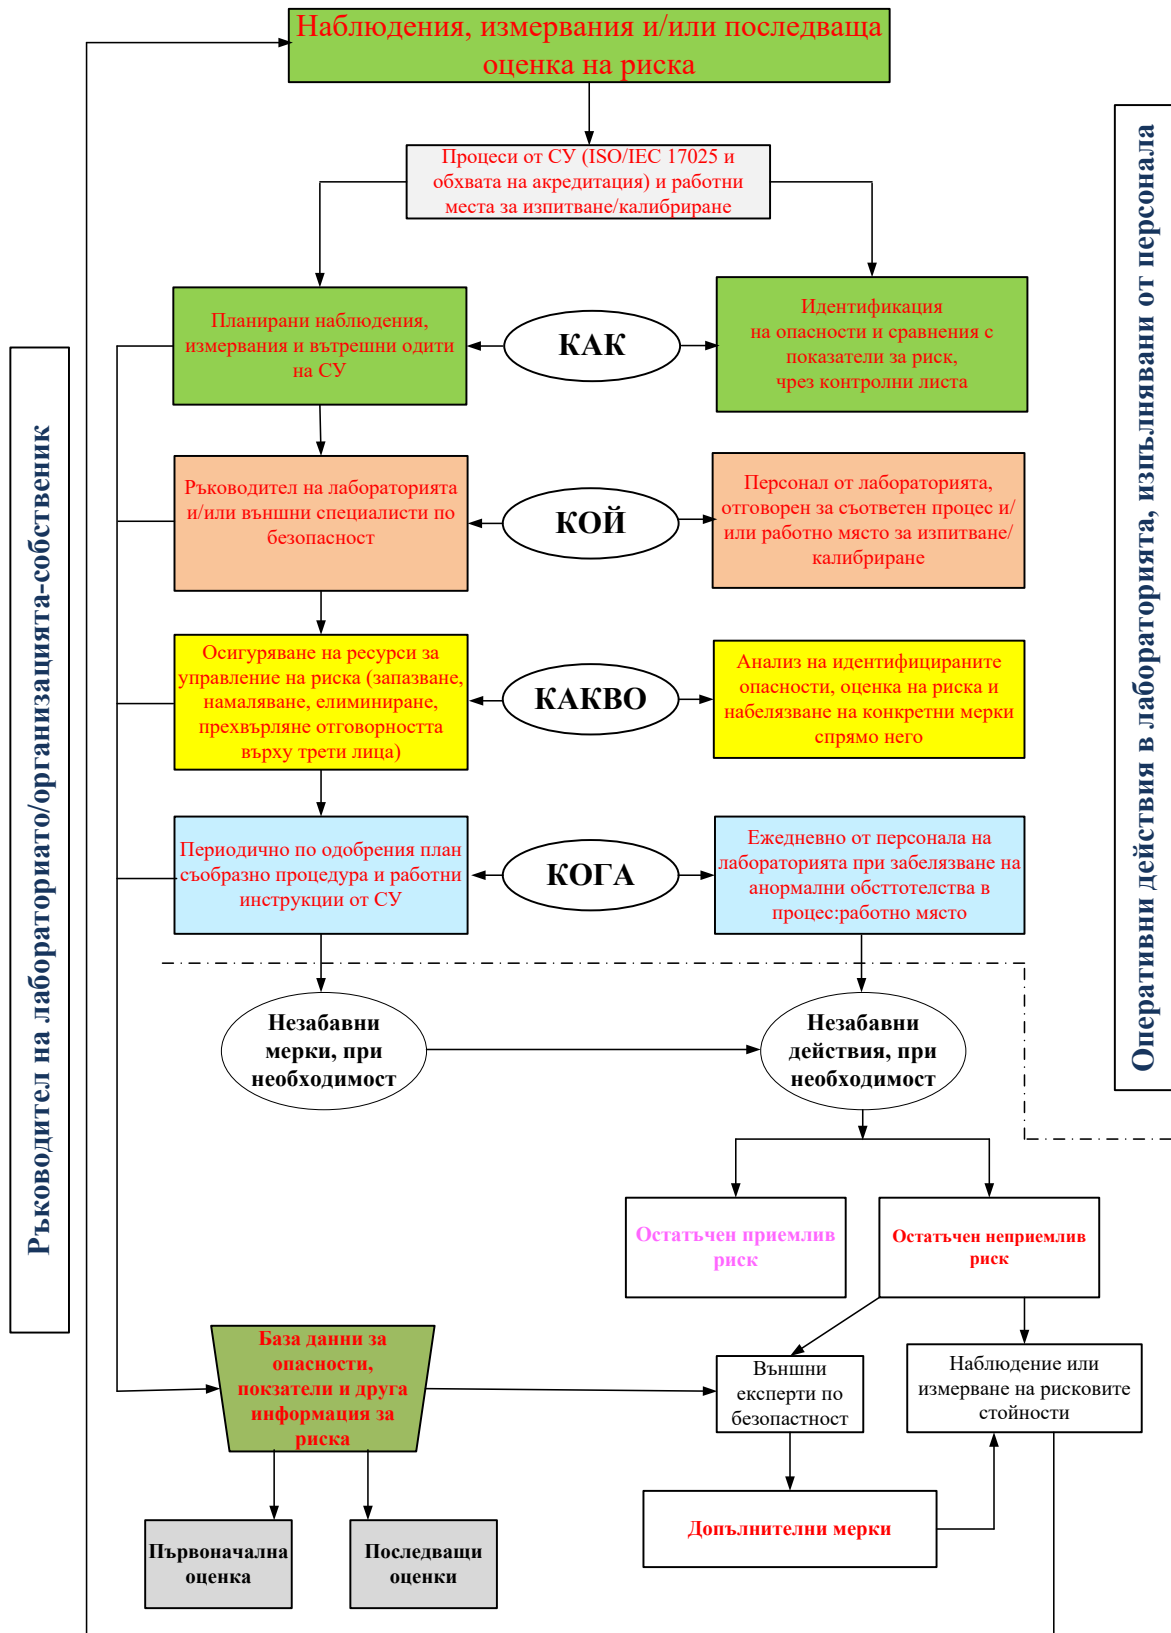 Наблюдения, измервания и/или последваща
оценка на риска
Процеси от СУ (ISO/IEC 17025 и
обхвата на акредитация) и работни
места за изпитване/калибриране
Планирани наблюдения,
измервания и вътрешни одити
на СУ
КАК
Идентификация
на опасности и сравнения с
показатели за риск,
чрез контролни листа
Ръководител на лабораторията
и/или външни специалисти по
безопасност
КОЙ
Персонал от лабораторията,
отговорен за съответен процес и/
или работно място за изпитване/
калибриране
Осигуряване на ресурси за
управление на риска (запазване,
намаляване, елиминиране,
прехвърляне отговорността
върху трети лица)
КАКВО
Анализ на идентифицираните
опасности, оценка на риска и
набелязване на конкретни мерки
спрямо него
Периодично по одобрения план
съобразно процедура и работни
инструкции от СУ
КОГА
Ежедневно от персонала на
лабораторията при забелязване на
анормални обсттотелства в
процес:работно място
Незабавни
мерки, при
необходимост
Незабавни
действия, при
необходимост
Остатъчен приемлив
риск
Остатъчен неприемлив
риск
База данни за
опасности,
покзатели и друга
информация за
риска
Външни
експерти по
безопастност
Наблюдение или
измерване на рисковите
стойности
Допълнителни мерки
Първоначална
оценка
Последващи
оценки
Ръководител на лабораториато/организацията-собственик
Оперативни действия в лабораторията, изпълнявани от персонала